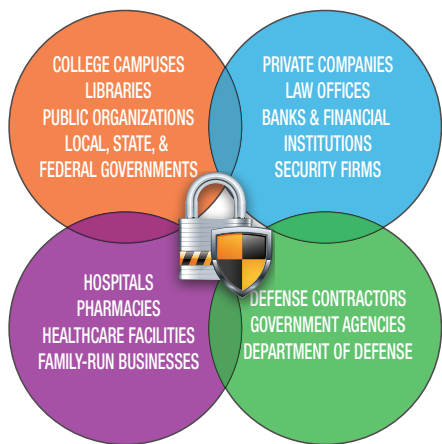 COLLEGE CAMPUSES
LIBRARIES
PUBLIC ORGANIZATIONS
LOCAL, STATE, &
FEDERAL GOVERNMENTS
PRIVATE COMPANIES
LAW OFFICES
BANKS & FINANCIAL
INSTITUTIONS
SECURITY FIRMS
HOSPITALS
PHARMACIES
HEALTHCARE FACILITIES
FAMILY-RUN BUSINESSES
DEFENSE CONTRACTORS
GOVERNMENT AGENCIES
DEPARTMENT OF DEFENSE